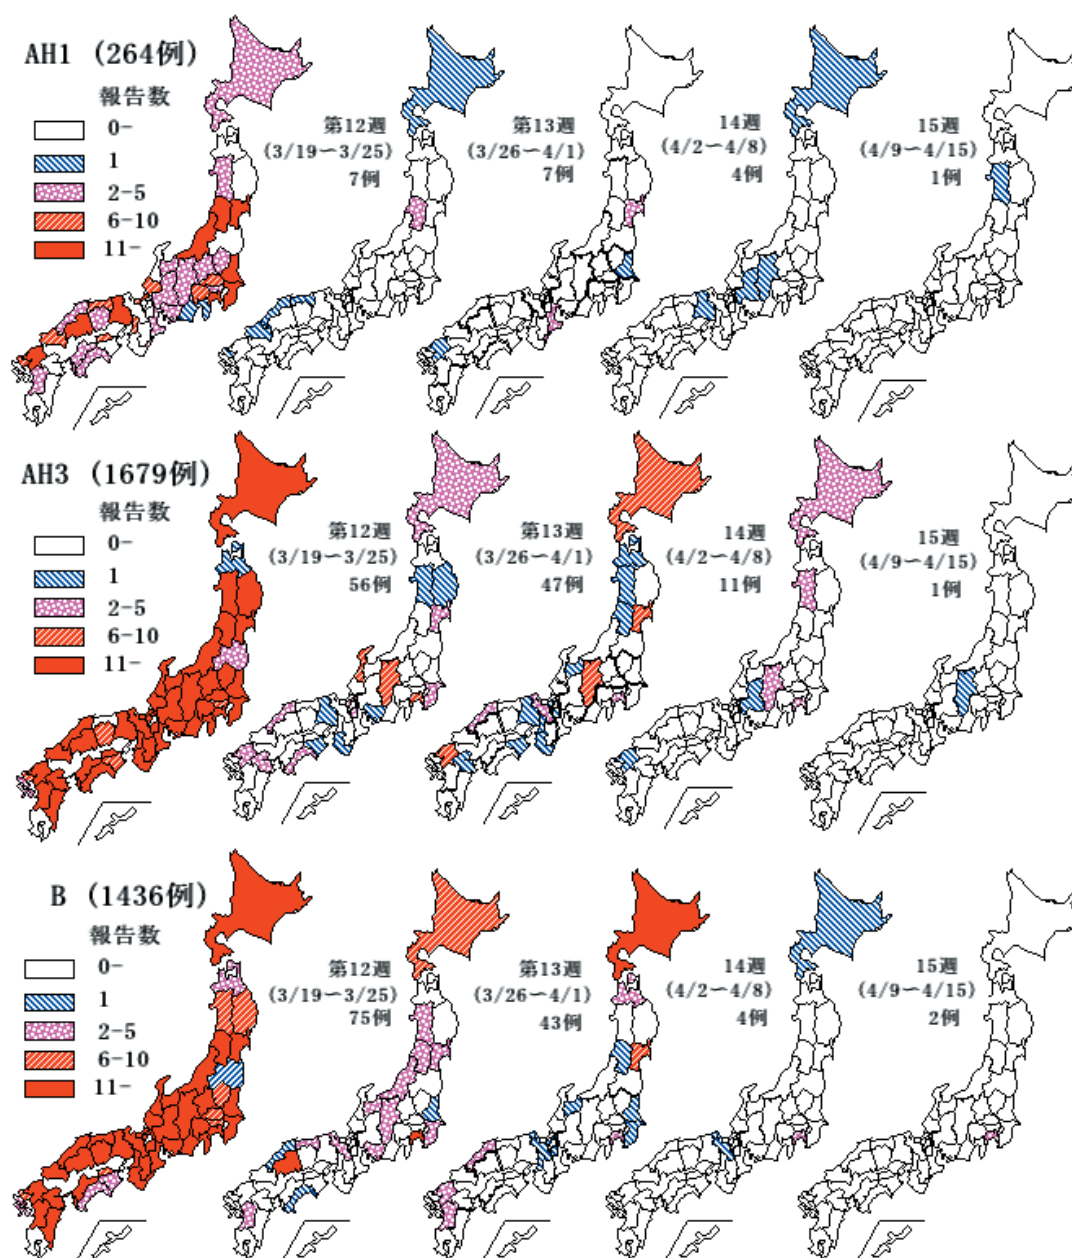 AH1 (264例)
報告数
0-
1
2-5
6-10
11-
第12週
(3/19〜3/25)
7例
第13週
(3/26〜4/1)
7例
14週
(4/2〜4/8)
4例
15週
(4/9〜4/15)
1例
AH3 (1679例)
報告数
0-
1
2-5
6-10
11-
第12週
(3/19〜3/25)
56例
第13週
(3/26〜4/1)
47例
14週
(4/2〜4/8)
11例
15週
(4/9〜4/15)
1例
B (1436例)
報告数
0-
1
2-5
6-10
11-
第12週
(3/19〜3/25)
75例
第13週
(3/26〜4/1)
43例
14週
(4/2〜4/8)
4例
15週
(4/9〜4/15)
2例